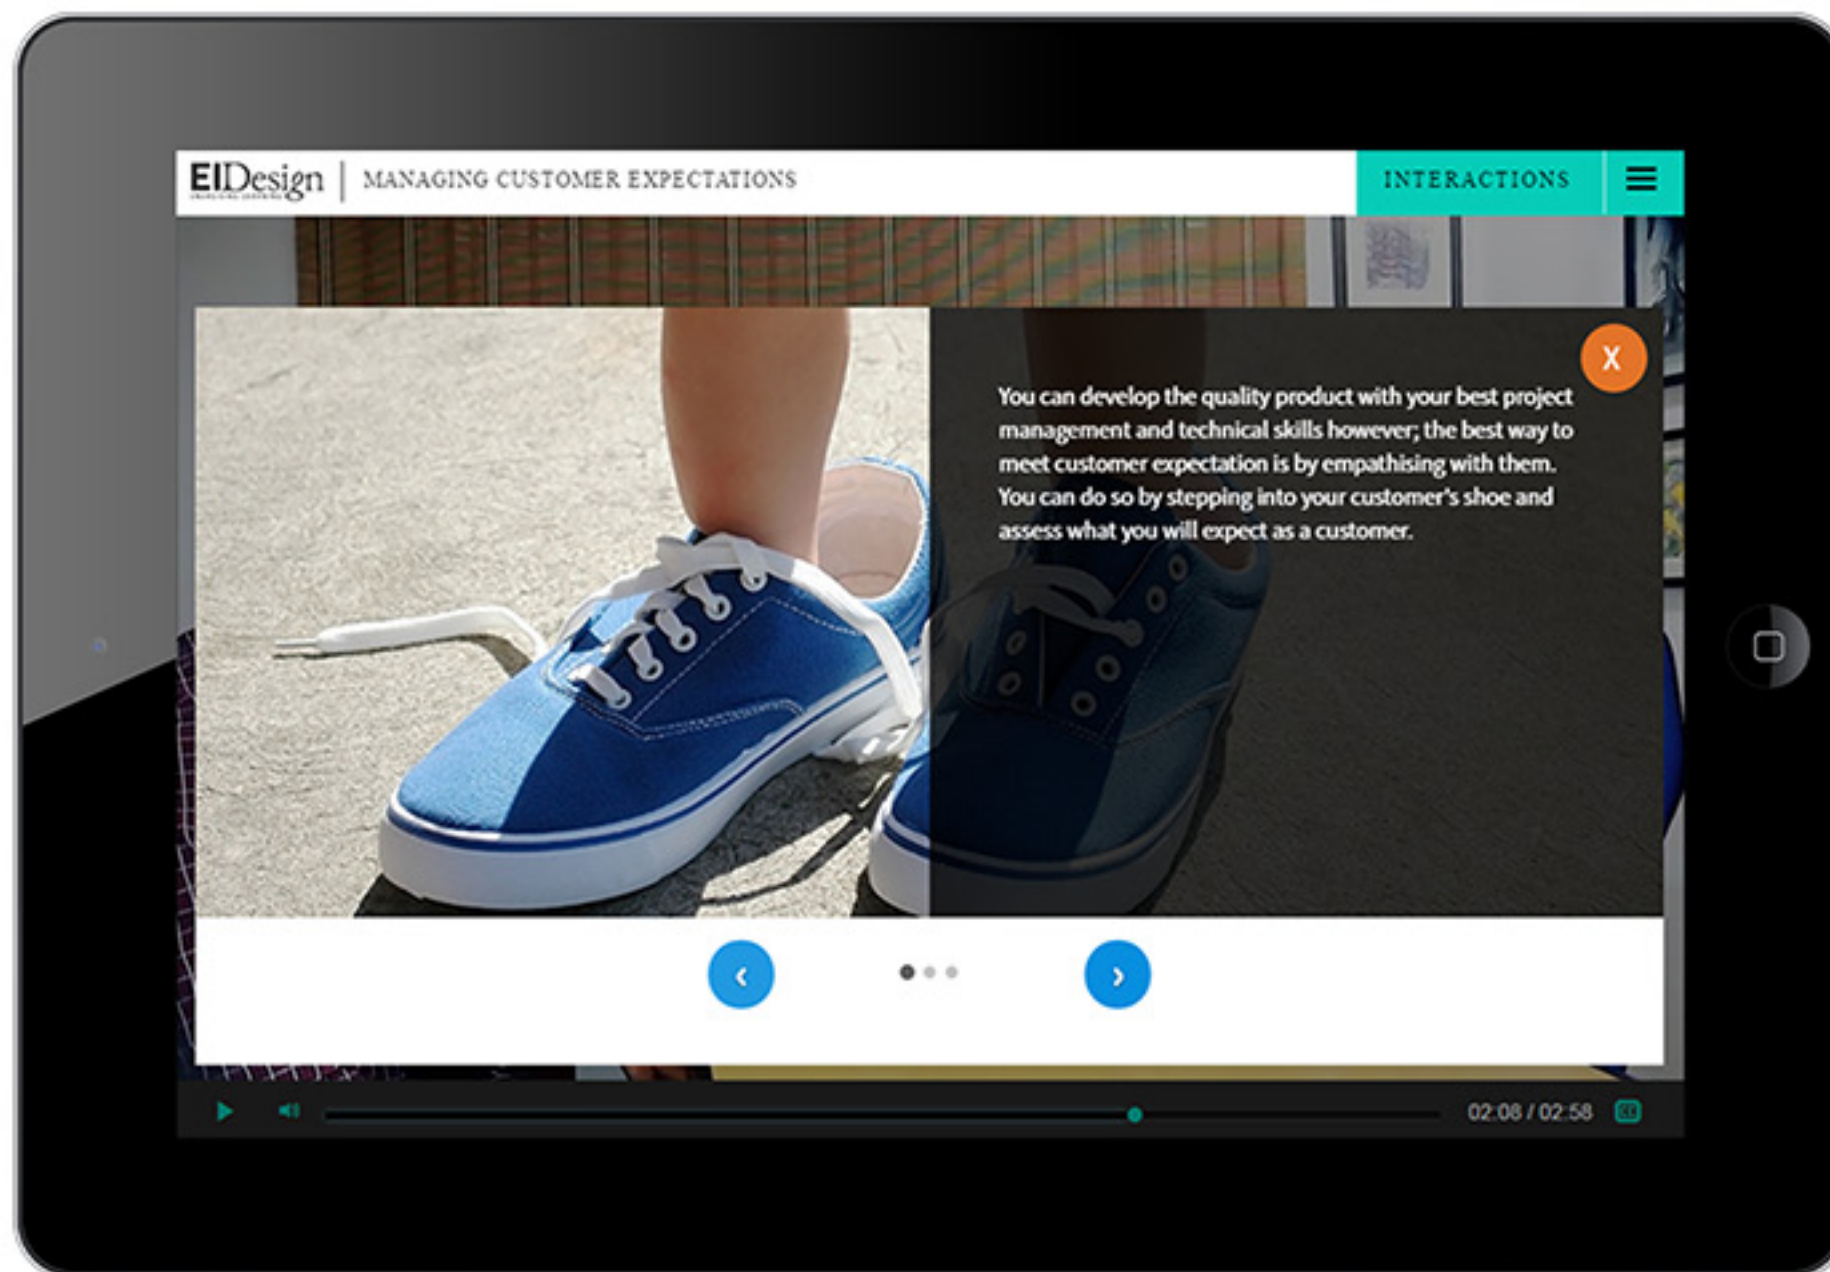 EIDesign
MANAGING CUSTOMER EXPECTATIONS
INTERACTIONS
X
You can develop the quality product with your best project
management and technical skills however; the best way to
meet customer expectation is by empathising with them.
You can do so by stepping into your customer's shoe and
assess what you will expect as a customer.
02:08 / 02:58
CC